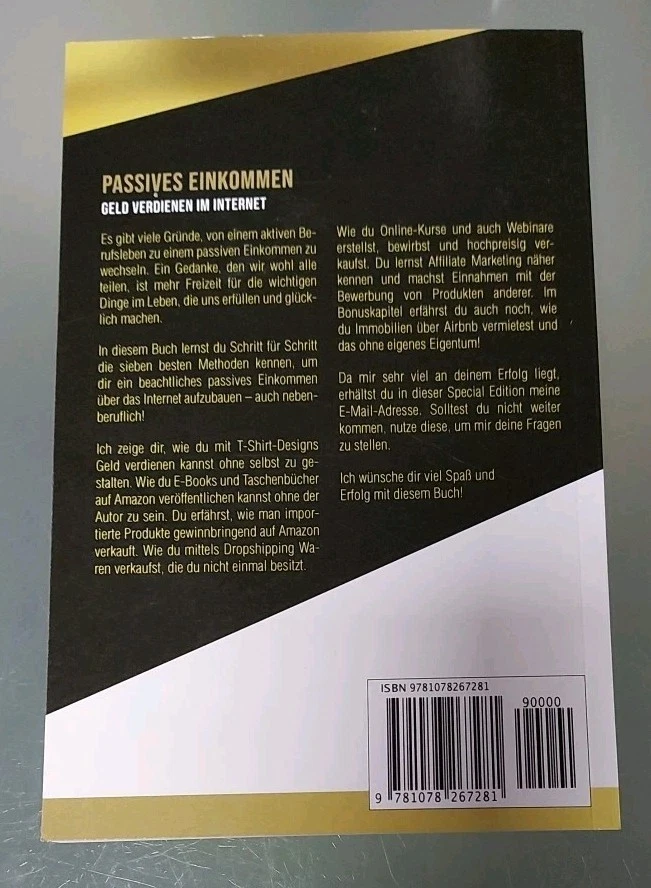 PASSIVES EINKOMMEN
GELD VERDIENEN IM INTERNET
Es gibt viele Gründe, von einem aktiven Be-
rufsleben zu einem passiven Einkommen zu
wechseln. Ein Gedanke, den wir wohl alle
teilen, ist mehr Freizeit für die wichtigen
Dinge im Leben, die uns erfüllen und glück-
lich machen.
In diesem Buch lernst du Schritt für Schritt
die sieben besten Methoden kennen, um
dir ein beachtliches passives Einkommen
über das Internet aufzubauen – auch neben-
beruflich!
Ich zeige dir, wie du mit T-Shirt-Designs
Geld verdienen kannst ohne selbst zu ge-
stalten. Wie du E-Books und Taschenbücher
auf Amazon veröffentlichen kannst ohne der
Autor zu sein. Du erfährst, wie man impor-
tierte Produkte gewinnbringend auf Amazon
verkauft. Wie du mittels Dropshipping Wa-
ren verkaufst, die du nicht einmal besitzt.
Wie du Online-Kurse und auch Webinare
erstellst, bewirbst und hochpreisig ver-
kaufst. Du lernst Affiliate Marketing näher
kennen und machst Einnahmen mit der
Bewerbung von Produkten anderer. Im
Bonuskapitel erfährst du auch noch, wie
du Immobilien über Airbnb vermietest und
das ohne eigenes Eigentum!
Da mir sehr viel an deinem Erfolg liegt,
erhältst du in dieser Special Edition meine
E-Mail-Adresse. Solltest du nicht weiter
kommen, nutze diese, um mir deine Fragen
zu stellen.
Ich wünsche dir viel Spaß und
Erfolg mit diesem Buch!
ISBN 9781078267281
90000
9 781078 267281